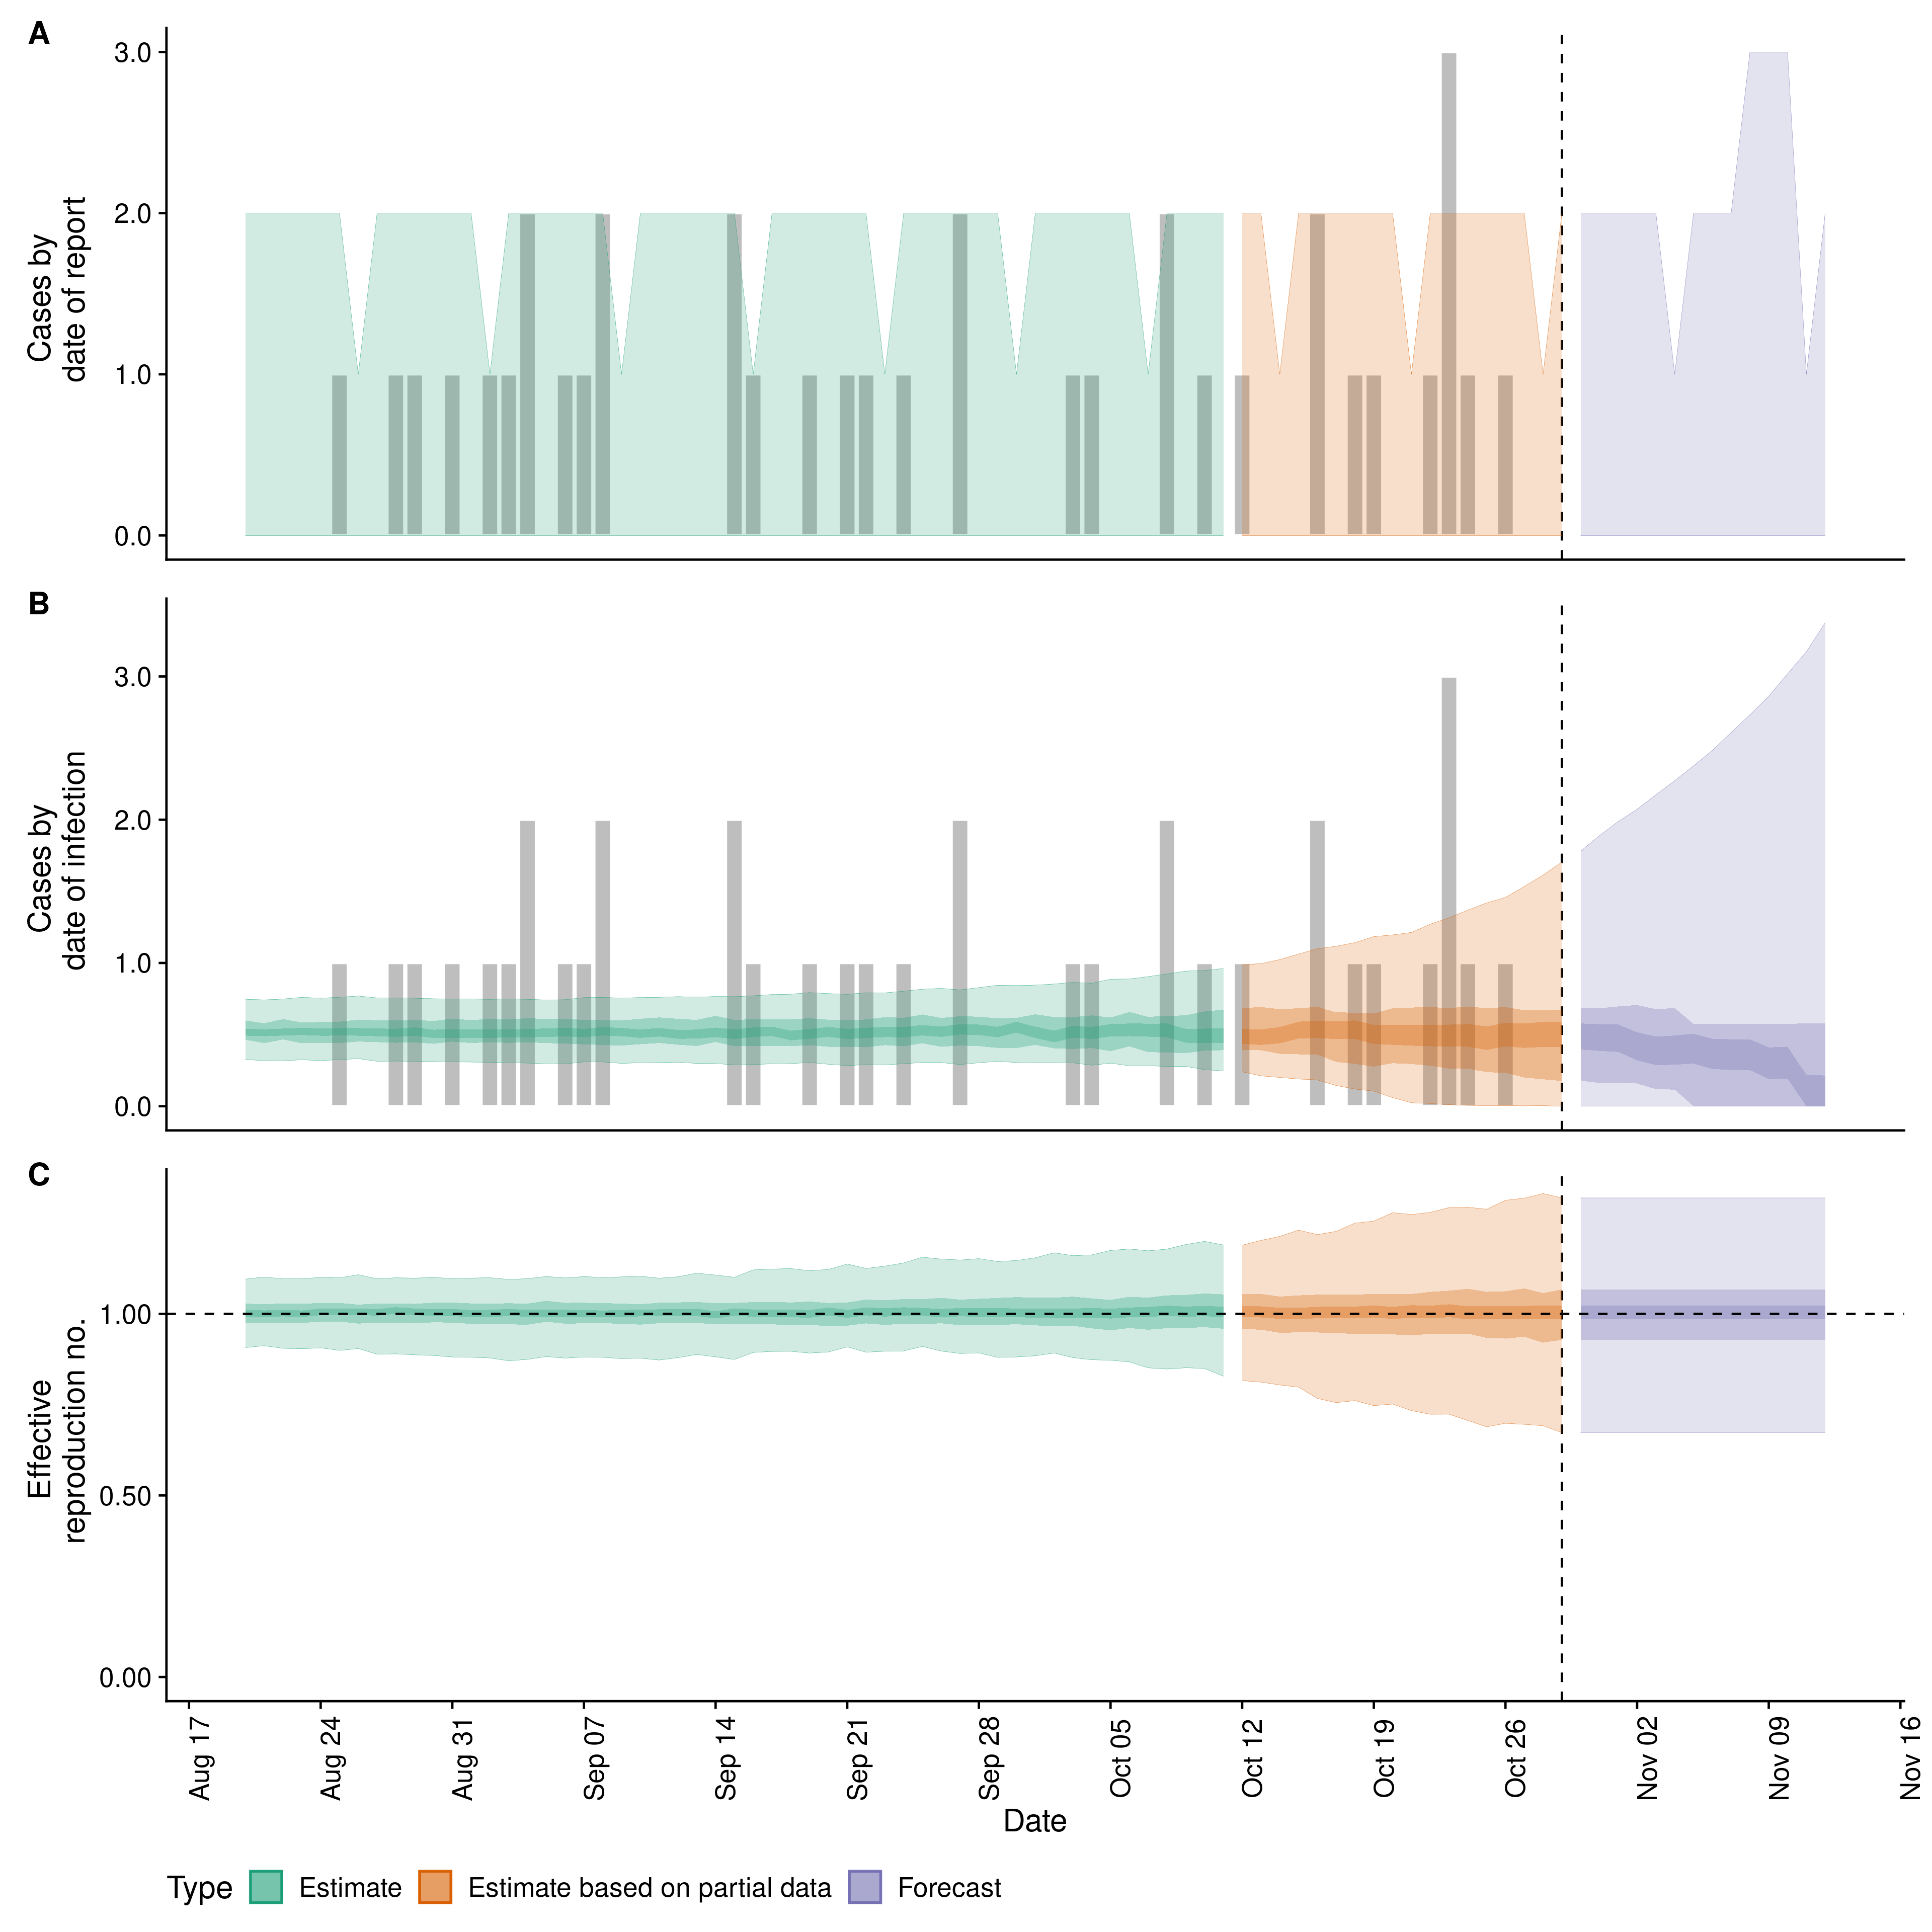 A
3.0
2.0
1.0
0.0
Cases by
date of report
B
3.0
2.0
1.0
0.0
Cases by
date of infection
C
1.00
0.50
0.00
Effective
reproduction no.
Aug 17
Aug 24
Aug 31
Sep 07
Sep 14
Sep 21
Sep 28
Oct 05
Oct 12
Oct 19
Oct 26
Nov 02
Nov 09
Nov 16
Date
Type Estimate Estimate based on partial data Forecast